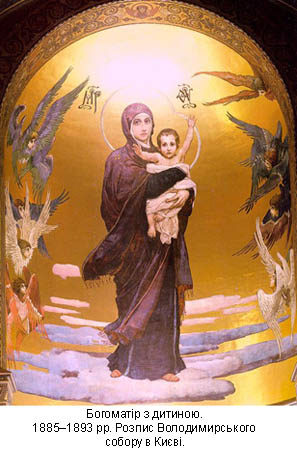 Богоматір з дитиною.
1885–1893 рр. Розпис Володимирського
собору в Києві.